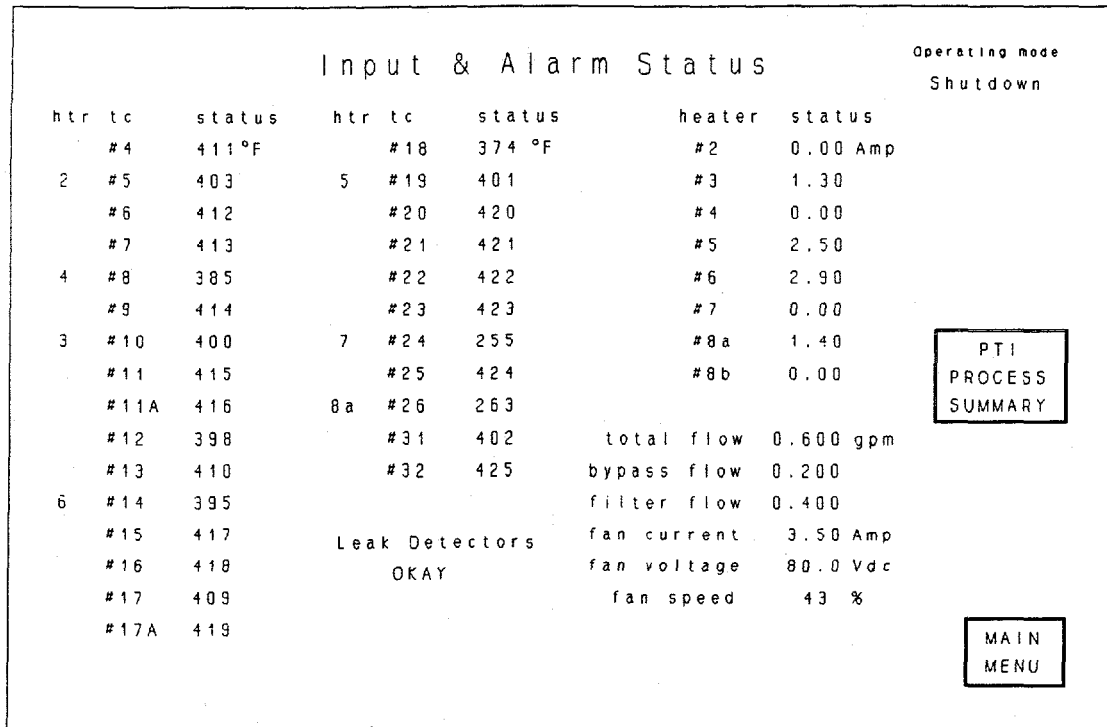 Input & Alarm Status
Operating mode
Shutdown
htr tc status htr tc status heater status
#4 411°F #18 374 °F #2 0.00 Amp
2 #5 403 5 #19 401 #3 1.30
#6 412 #20 420 #4 0.00
#7 413 #21 421 #5 2.50
4 #8 385 #22 422 #6 2.90
#9 414 #23 423 #7 0.00
3 #10 400 7 #24 255 #8a 1.40
#11 415 #25 424 #8b 0.00
#11A 416 8a #26 263
#12 398 #31 402 total flow 0.600 gpm
#13 410 #32 425 bypass flow 0.200
6 #14 395 filter flow 0.400
#15 417 Leak Detectors fan current 3.50 Amp
#16 418 OKAY fan voltage 80.0 Vdc
#17 409 fan speed 43 %
#17A 419
PTI
PROCESS
SUMMARY
MAIN
MENU